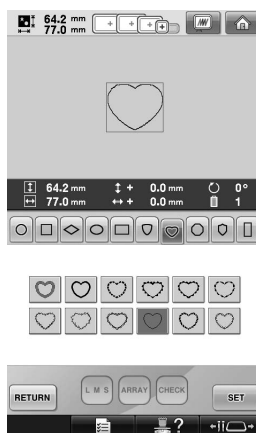 64.2 mm
77.0 mm
64.2 mm + 0.0 mm 0°
77.0 mm + 0.0 mm 1
RETURN L M S ARRAY CHECK SET
?